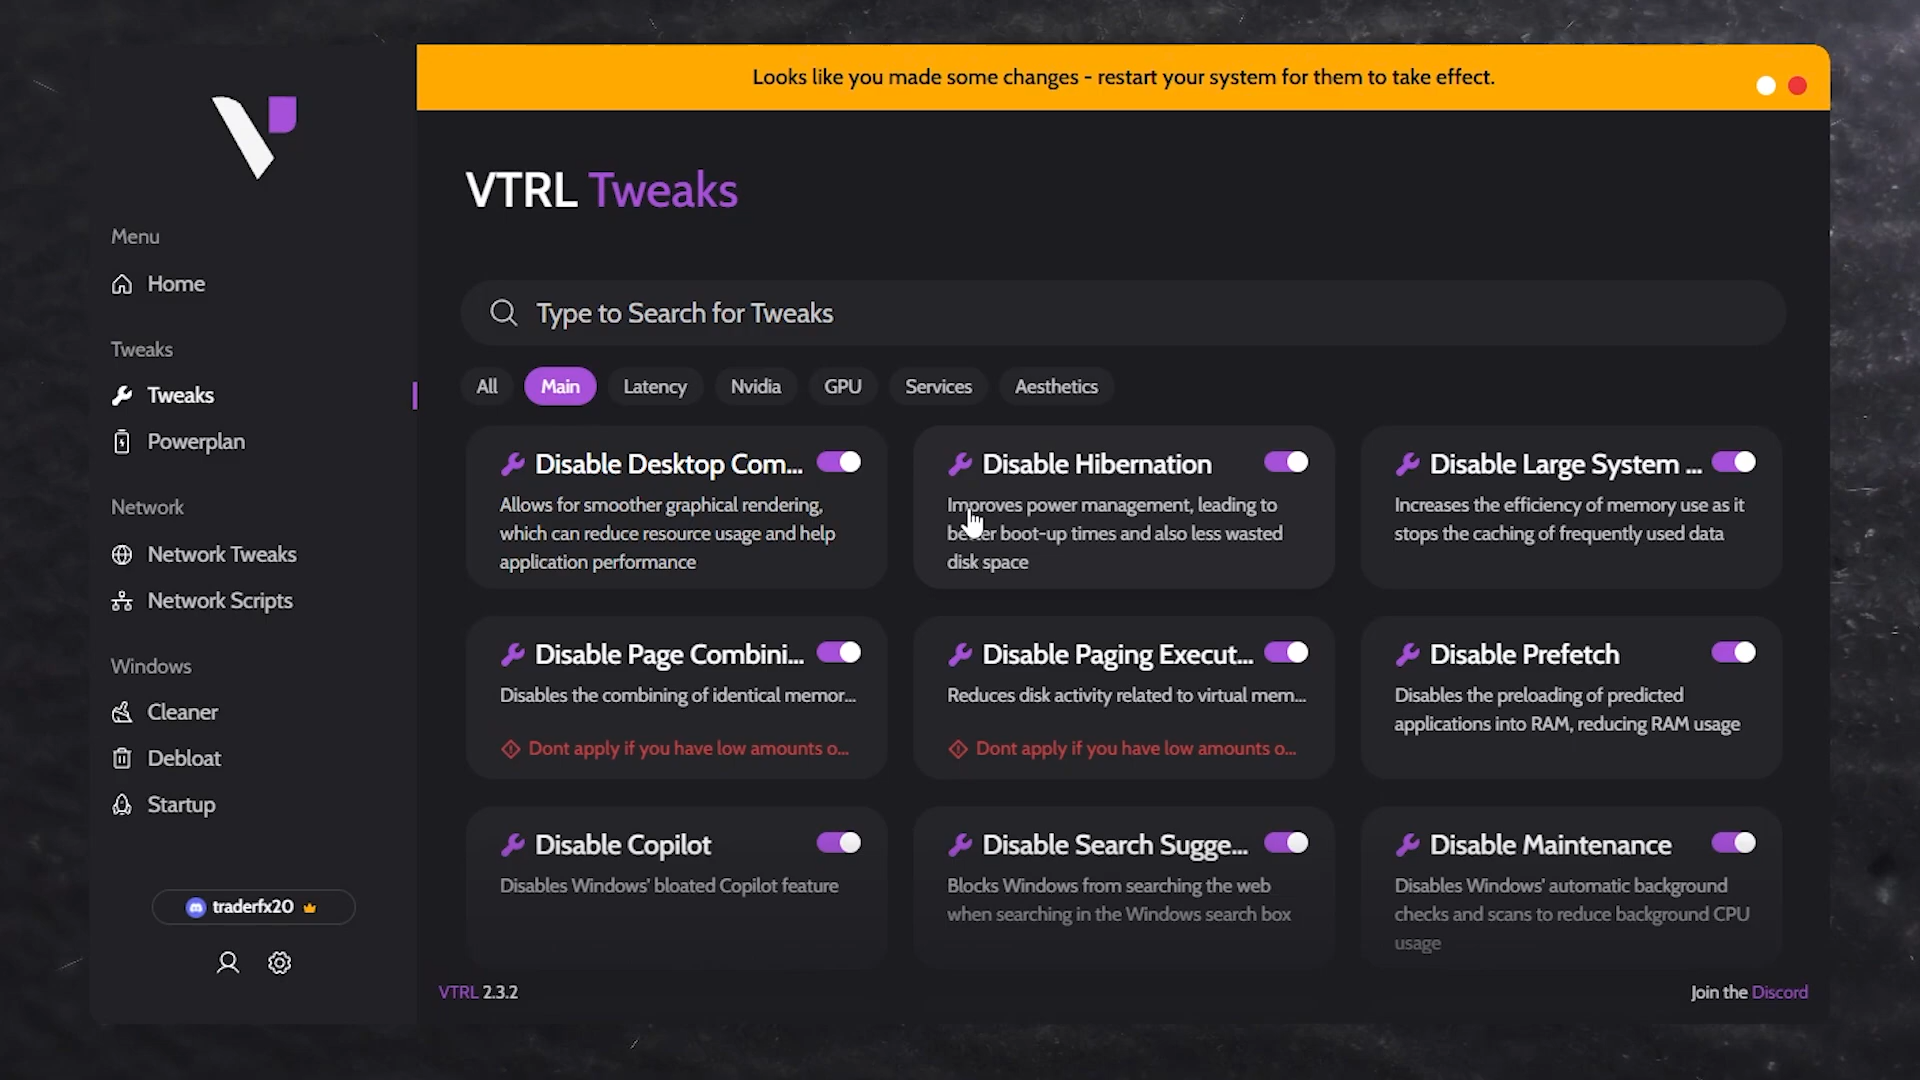 Looks like you made some changes - restart your system for them to take effect.
VTRL Tweaks
Menu
Home
Tweaks
Tweaks
Powerplan
Network
Network Tweaks
Network Scripts
Windows
Cleaner
Debloat
Startup
traderfx20
Type to Search for Tweaks
All
Main
Latency
Nvidia
GPU
Services
Aesthetics
Disable Desktop Com...
Allows for smoother graphical rendering,
which can reduce resource usage and help
application performance
Disable Hibernation
Improves power management, leading to
better boot-up times and also less wasted
disk space
Disable Large System ...
Increases the efficiency of memory use as it
stops the caching of frequently used data
Disable Page Combini...
Disables the combining of identical memor...
Dont apply if you have low amounts o...
Disable Paging Execut...
Reduces disk activity related to virtual mem...
Dont apply if you have low amounts o...
Disable Prefetch
Disables the preloading of predicted
applications into RAM, reducing RAM usage
Disable Copilot
Disables Windows' bloated Copilot feature
Disable Search Sugge...
Blocks Windows from searching the web
when searching in the Windows search box
Disable Maintenance
Disables Windows' automatic background
checks and scans to reduce background CPU
usage
VTRL 2.3.2
Join the Discord